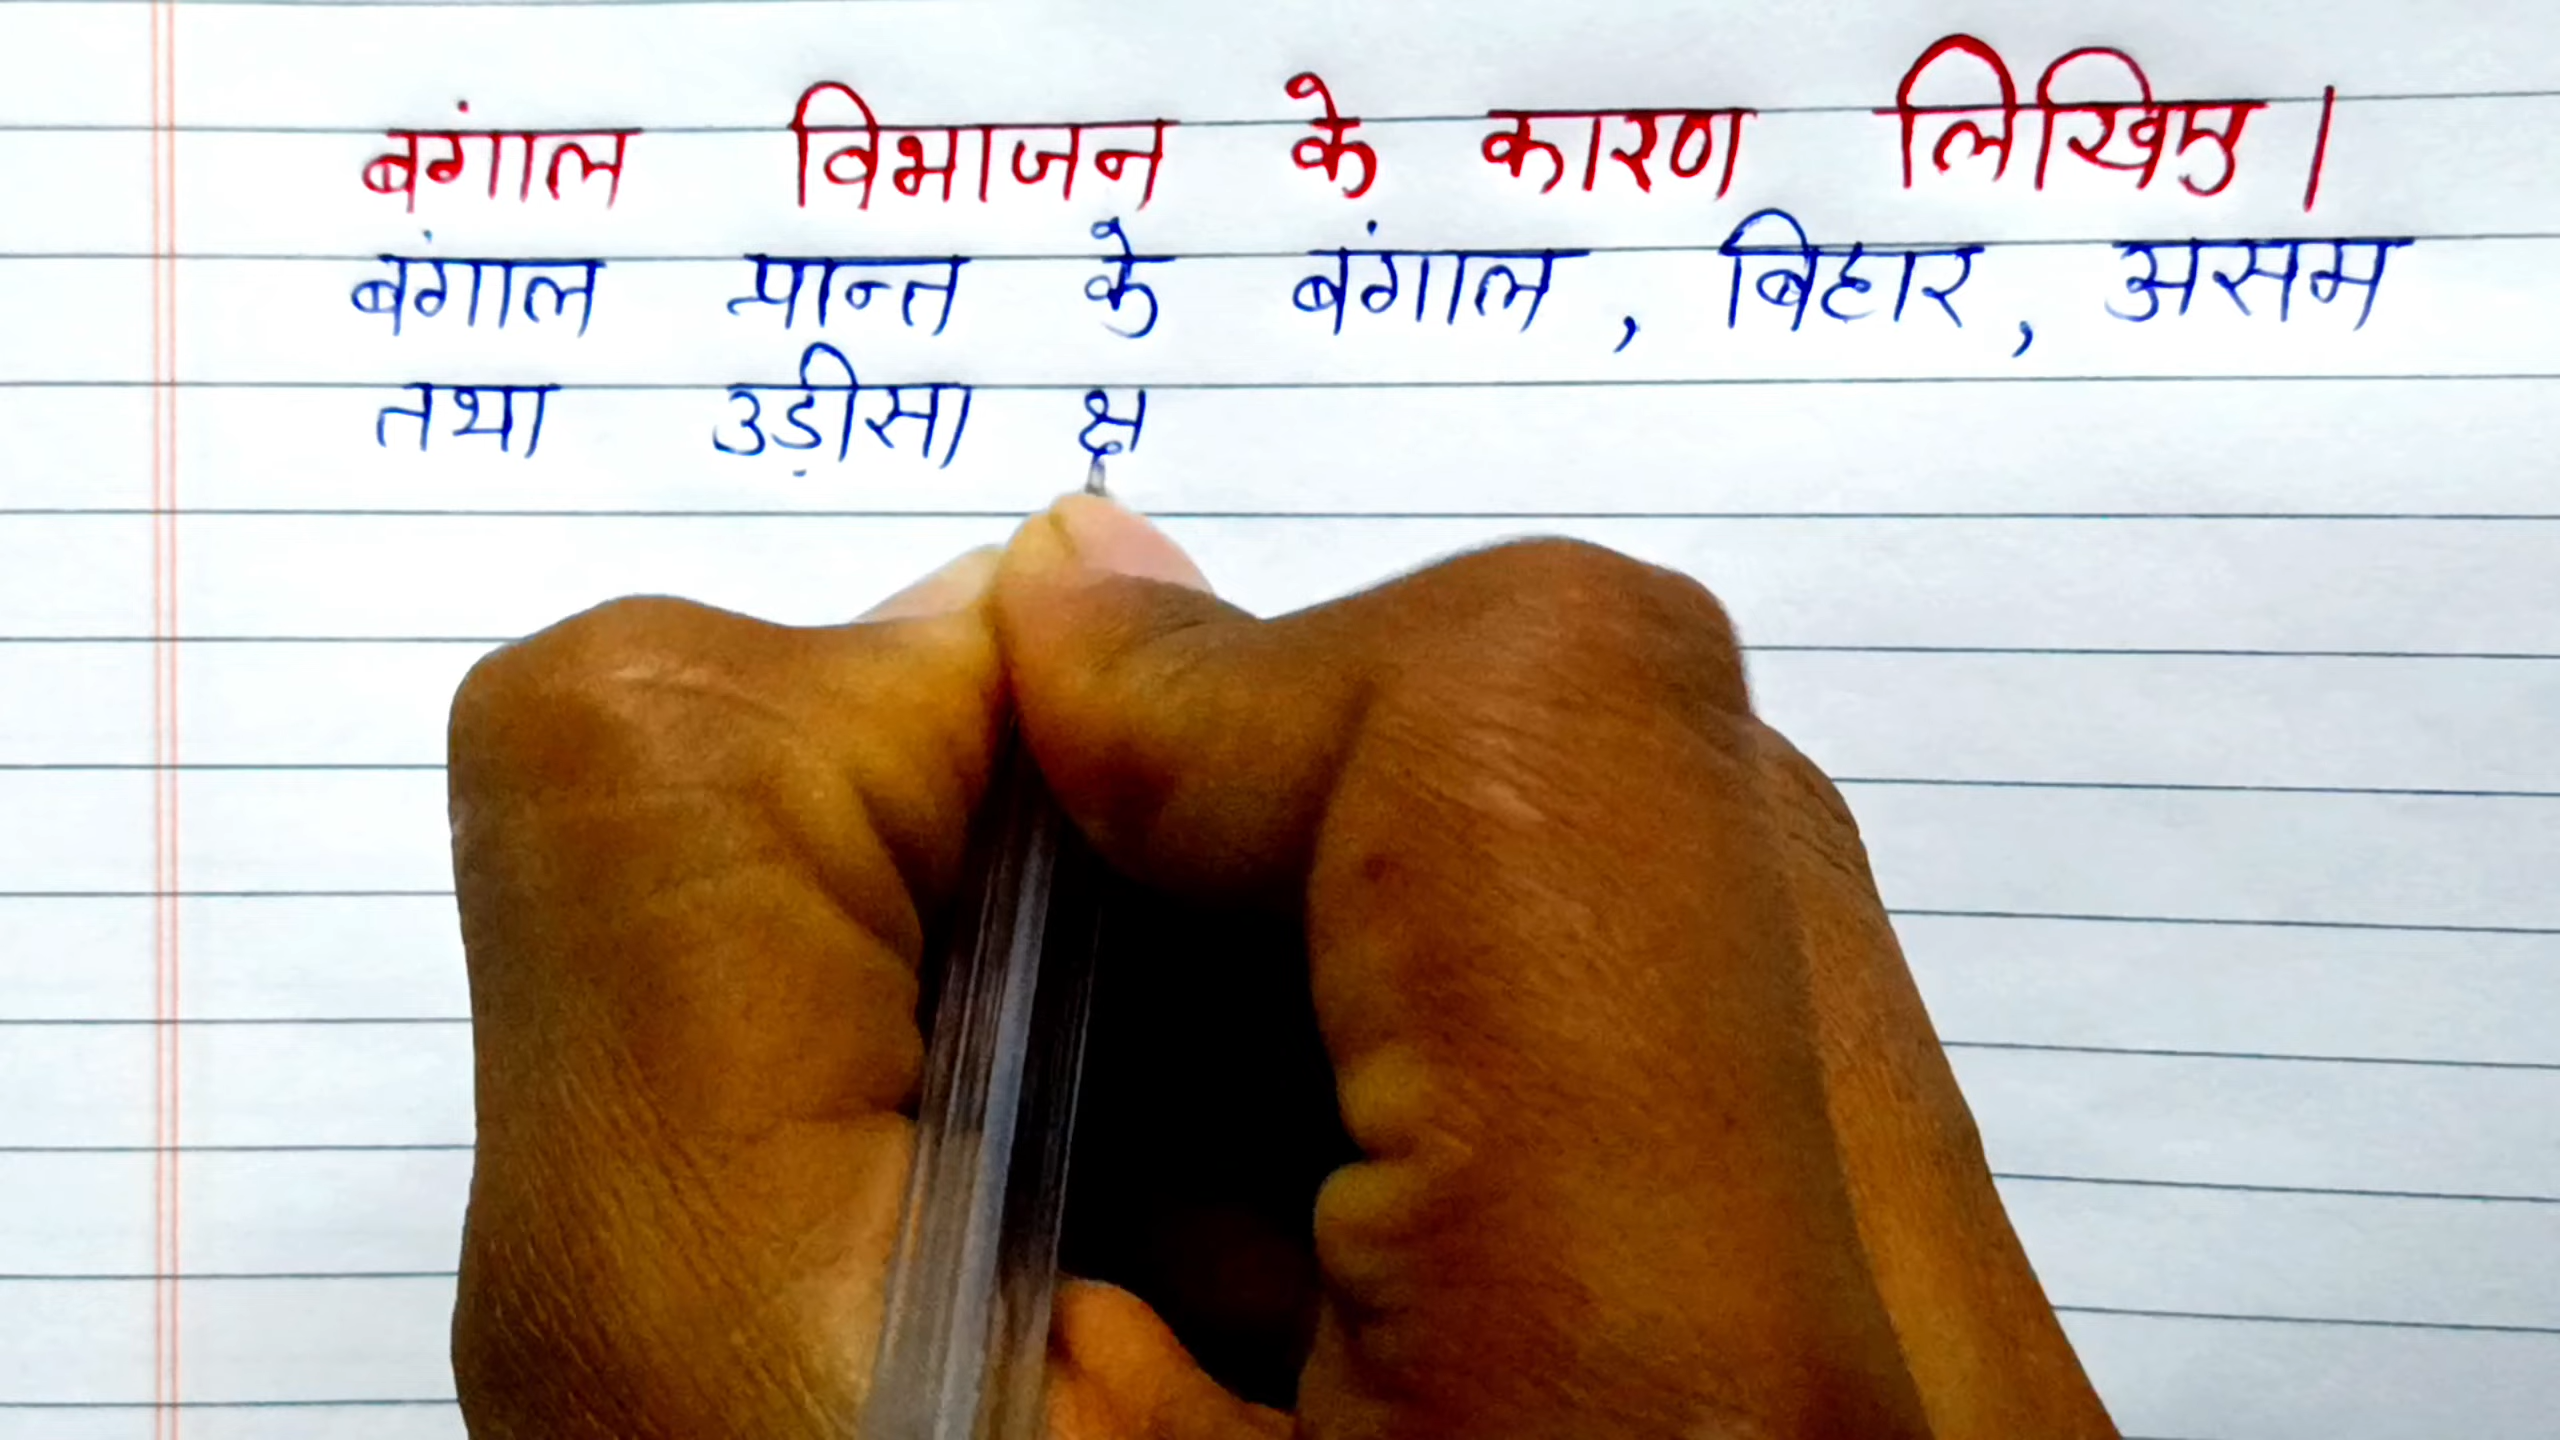 बंगाल विभाजन के कारण लिखिए।
बंगाल प्रान्त के बंगाल, बिहार, असम
तथा उड़ीसा क्ष